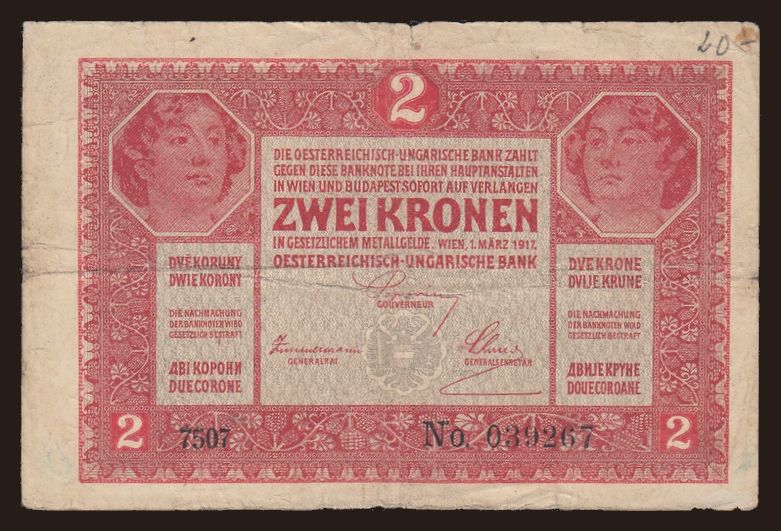 20-
2
DIE OESTERREICHISCH-UNGARISCHE BANK ZAHLT
GEGEN DIESE BANKNOTE BEI IHREN HAUPTANSTALTEN
IN WIEN UND BUDAPEST SOFORT AUF VERLANGEN
ZWEI KRONEN
IN GESETZLICHEM METALLGELDE. WIEN, 1. MÄRZ 1917.
OESTERREICHISCH-UNGARISCHE BANK
GOUVERNEUR
Zimmermann
GENERALRAT
GENERALSEKRETÄR
DVĚ KORUNY
DWIE KORONY
DIE NACHMACHUNG
DER BANKNOTEN WIRD
GESETZLICH BESTRAFT
ДВІ КОРОНИ
DUE CORONE
DVE KRONE
DVIJE KRUNE
DIE NACHMACHUNG
DER BANKNOTEN WIRD
GESETZLICH BESTRAFT
ДВИЈЕ КРУНЕ
DOUE COROANE
2
7507
No. 039267
2